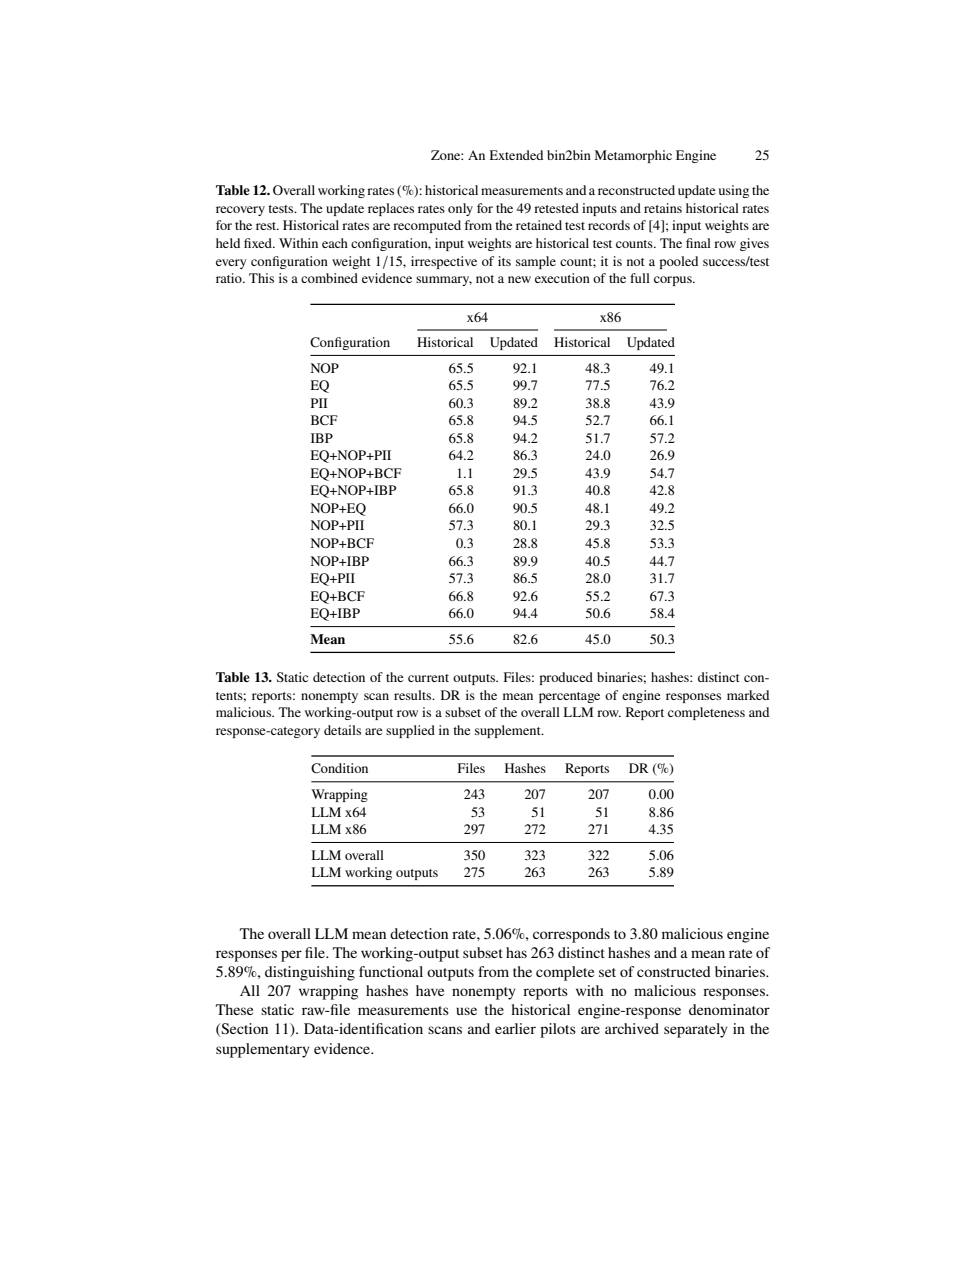 Zone: An Extended bin2bin Metamorphic Engine 25
Table 12. Overall working rates (%): historical measurements and a reconstructed update using the
recovery tests. The update replaces rates only for the 49 retested inputs and retains historical rates
for the rest. Historical rates are recomputed from the retained test records of [4]; input weights are
held fixed. Within each configuration, input weights are historical test counts. The final row gives
every configuration weight 1/15, irrespective of its sample count; it is not a pooled success/test
ratio. This is a combined evidence summary, not a new execution of the full corpus.
x64 x86
Configuration Historical Updated Historical Updated
NOP 65.5 92.1 48.3 49.1
EQ 65.5 99.7 77.5 76.2
PII 60.3 89.2 38.8 43.9
BCF 65.8 94.5 52.7 66.1
IBP 65.8 94.2 51.7 57.2
EQ+NOP+PII 64.2 86.3 24.0 26.9
EQ+NOP+BCF 1.1 29.5 43.9 54.7
EQ+NOP+IBP 65.8 91.3 40.8 42.8
NOP+EQ 66.0 90.5 48.1 49.2
NOP+PII 57.3 80.1 29.3 32.5
NOP+BCF 0.3 28.8 45.8 53.3
NOP+IBP 66.3 89.9 40.5 44.7
EQ+PII 57.3 86.5 28.0 31.7
EQ+BCF 66.8 92.6 55.2 67.3
EQ+IBP 66.0 94.4 50.6 58.4
Mean 55.6 82.6 45.0 50.3
Table 13. Static detection of the current outputs. Files: produced binaries; hashes: distinct con-
tents; reports: nonempty scan results. DR is the mean percentage of engine responses marked
malicious. The working-output row is a subset of the overall LLM row. Report completeness and
response-category details are supplied in the supplement.
Condition Files Hashes Reports DR (%)
Wrapping 243 207 207 0.00
LLM x64 53 51 51 8.86
LLM x86 297 272 271 4.35
LLM overall 350 323 322 5.06
LLM working outputs 275 263 263 5.89
The overall LLM mean detection rate, 5.06%, corresponds to 3.80 malicious engine
responses per file. The working-output subset has 263 distinct hashes and a mean rate of
5.89%, distinguishing functional outputs from the complete set of constructed binaries.
All 207 wrapping hashes have nonempty reports with no malicious responses.
These static raw-file measurements use the historical engine-response denominator
(Section 11). Data-identification scans and earlier pilots are archived separately in the
supplementary evidence.